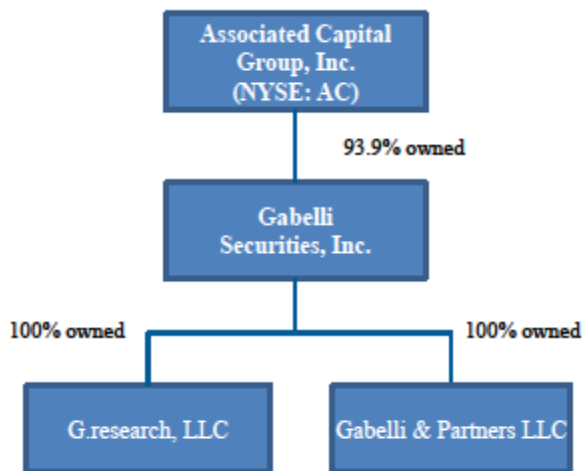 Associated Capital
Group, Inc.
(NYSE: AC)
93.9% owned
Gabelli
Securities, Inc.
100% owned
100% owned
G.research, LLC
Gabelli & Partners LLC